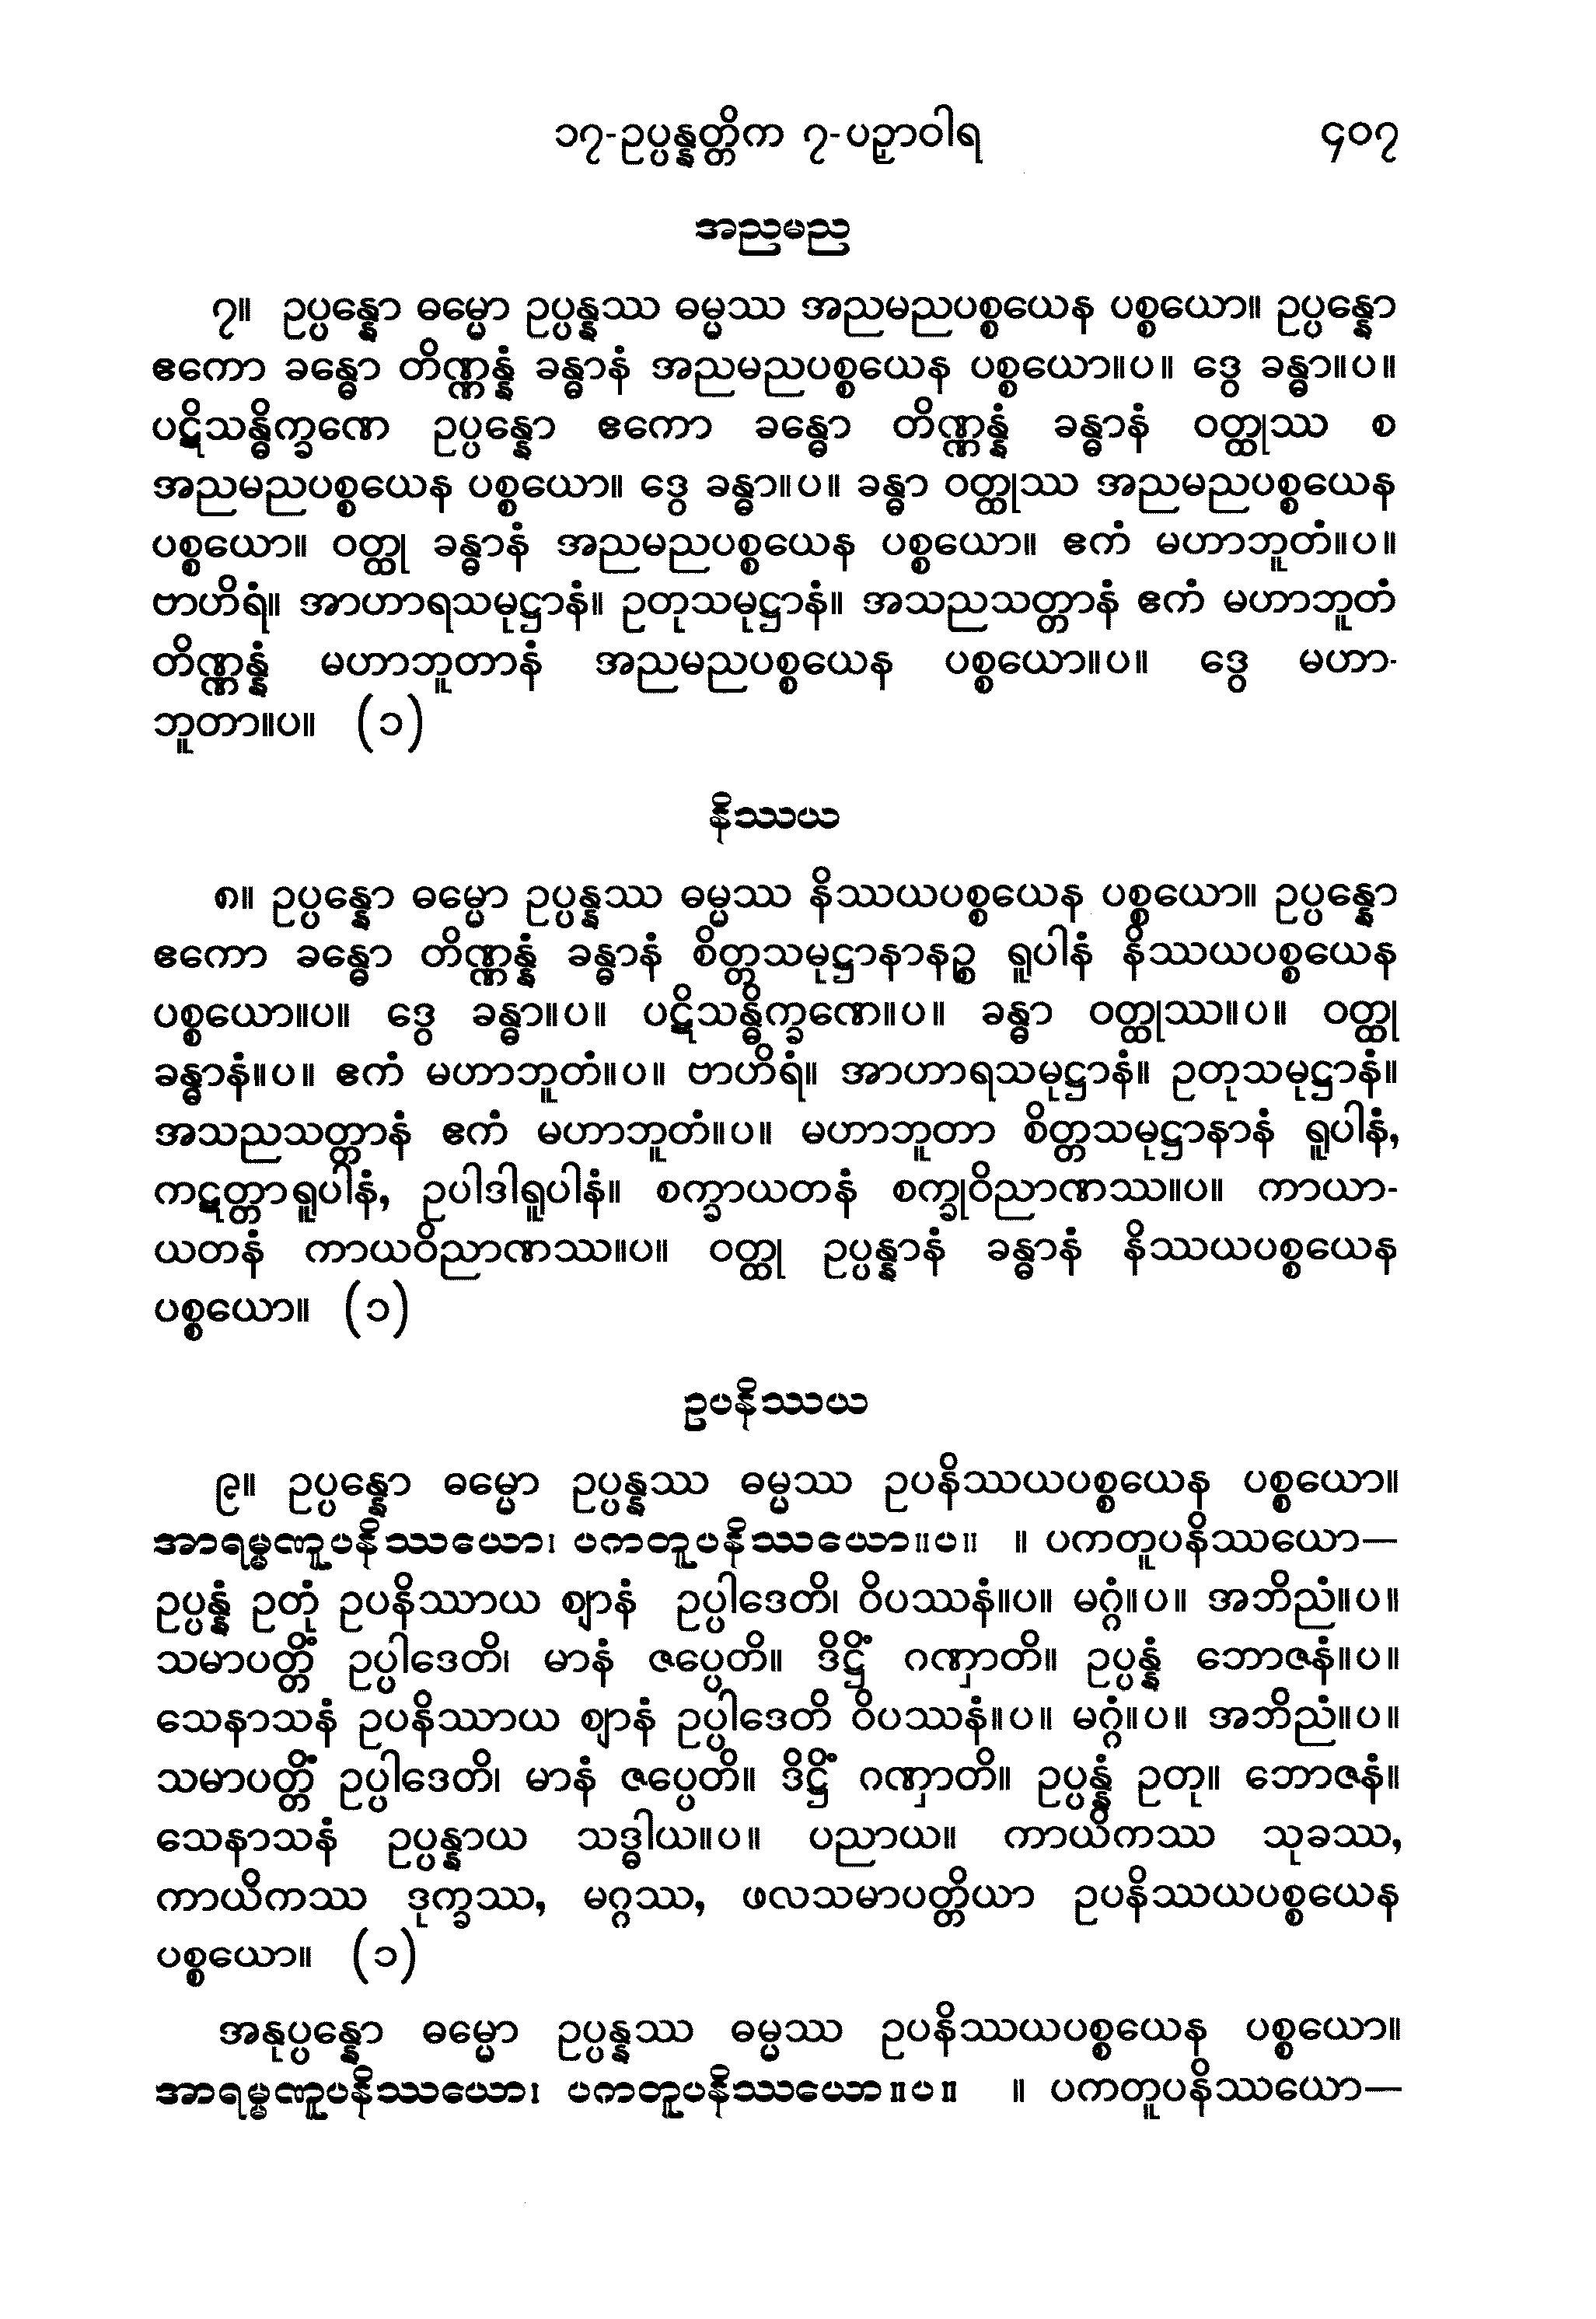 ၁၇-ဥပ္ပန္နတ္တိက ၇-ပဉှာဝါရ ၄၀၇
အညမည
၇။ ဥပ္ပန္နော ဓမ္မော ဥပ္ပန္နဿ ဓမ္မဿ အညမညပစ္စယေန ပစ္စယော။ ဥပ္ပန္နော
ဧကော ခန္ဓော တိဏ္ဏန္နံ ခန္ဓာနံ အညမညပစ္စယေန ပစ္စယော။ပ။ ဒွေ ခန္ဓာ။ပ။
ပဋိသန္ဓိက္ခဏေ ဥပ္ပန္နော ဧကော ခန္ဓော တိဏ္ဏန္နံ ခန္ဓာနံ ဝတ္ထုဿ စ
အညမညပစ္စယေန ပစ္စယော။ ဒွေ ခန္ဓာ။ပ။ ခန္ဓာ ဝတ္ထုဿ အညမညပစ္စယေန
ပစ္စယော။ ဝတ္ထု ခန္ဓာနံ အညမညပစ္စယေန ပစ္စယော။ ဧကံ မဟာဘူတံ။ပ။
ဗာဟိရံ။ အာဟာရသမုဋ္ဌာနံ။ ဥတုသမုဋ္ဌာနံ။ အသညသတ္တာနံ ဧကံ မဟာဘူတံ
တိဏ္ဏန္နံ မဟာဘူတာနံ အညမညပစ္စယေန ပစ္စယော။ပ။ ဒွေ မဟာ-
ဘူတာ။ပ။ (၁)
နိဿယ
၈။ ဥပ္ပန္နော ဓမ္မော ဥပ္ပန္နဿ ဓမ္မဿ နိဿယပစ္စယေန ပစ္စယော။ ဥပ္ပန္နော
ဧကော ခန္ဓော တိဏ္ဏန္နံ ခန္ဓာနံ စိတ္တသမုဋ္ဌာနာနဉ္စ ရူပါနံ နိဿယပစ္စယေန
ပစ္စယော။ပ။ ဒွေ ခန္ဓာ။ပ။ ပဋိသန္ဓိက္ခဏေ။ပ။ ခန္ဓာ ဝတ္ထုဿ။ပ။ ဝတ္ထု
ခန္ဓာနံ။ပ။ ဧကံ မဟာဘူတံ။ပ။ ဗာဟိရံ။ အာဟာရသမုဋ္ဌာနံ။ ဥတုသမုဋ္ဌာနံ။
အသညသတ္တာနံ ဧကံ မဟာဘူတံ။ပ။ မဟာဘူတာ စိတ္တသမုဋ္ဌာနာနံ ရူပါနံ,
ကဋတ္တာရူပါနံ, ဥပါဒါရူပါနံ။ စက္ခာယတနံ စက္ခုဝိညာဏဿ။ပ။ ကာယာ-
ယတနံ ကာယဝိညာဏဿ။ပ။ ဝတ္ထု ဥပ္ပန္နာနံ ခန္ဓာနံ နိဿယပစ္စယေန
ပစ္စယော။ (၁)
ဥပနိဿယ
၉။ ဥပ္ပန္နော ဓမ္မော ဥပ္ပန္နဿ ဓမ္မဿ ဥပနိဿယပစ္စယေန ပစ္စယော။
အာရမ္မဏူပနိဿယော၊ ပကတူပနိဿယော။ပ။ ။ ပကတူပနိဿယော—
ဥပ္ပန္နံ ဥတုံ ဥပနိဿာယ ဈာနံ ဥပ္ပါဒေတိ၊ ဝိပဿနံ။ပ။ မဂ္ဂံ။ပ။ အဘိညံ။ပ။
သမာပတ္တိံ ဥပ္ပါဒေတိ၊ မာနံ ဇပ္ပေတိ။ ဒိဋ္ဌိံ ဂဏှာတိ။ ဥပ္ပန္နံ ဘောဇနံ။ပ။
သေနာသနံ ဥပနိဿာယ ဈာနံ ဥပ္ပါဒေတိ ဝိပဿနံ။ပ။ မဂ္ဂံ။ပ။ အဘိညံ။ပ။
သမာပတ္တိံ ဥပ္ပါဒေတိ၊ မာနံ ဇပ္ပေတိ။ ဒိဋ္ဌိံ ဂဏှာတိ။ ဥပ္ပန္နံ ဥတု။ ဘောဇနံ။
သေနာသနံ ဥပ္ပန္နာယ သဒ္ဓါယ။ပ။ ပညာယ။ ကာယိကဿ သုခဿ,
ကာယိကဿ ဒုက္ခဿ, မဂ္ဂဿ, ဖလသမာပတ္တိယာ ဥပနိဿယပစ္စယေန
ပစ္စယော။ (၁)
အနုပ္ပန္နော ဓမ္မော ဥပ္ပန္နဿ ဓမ္မဿ ဥပနိဿယပစ္စယေန ပစ္စယော။
အာရမ္မဏူပနိဿယော၊ ပကတူပနိဿယော။ပ။ ။ ပကတူပနိဿယော—